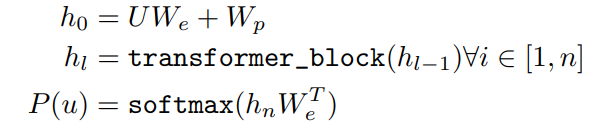 h_0 = UW_e + W_p
h_l = transformer_block(h_{l−1})∀i ∈ [1, n]
P(u) = softmax(h_n W_e^T)